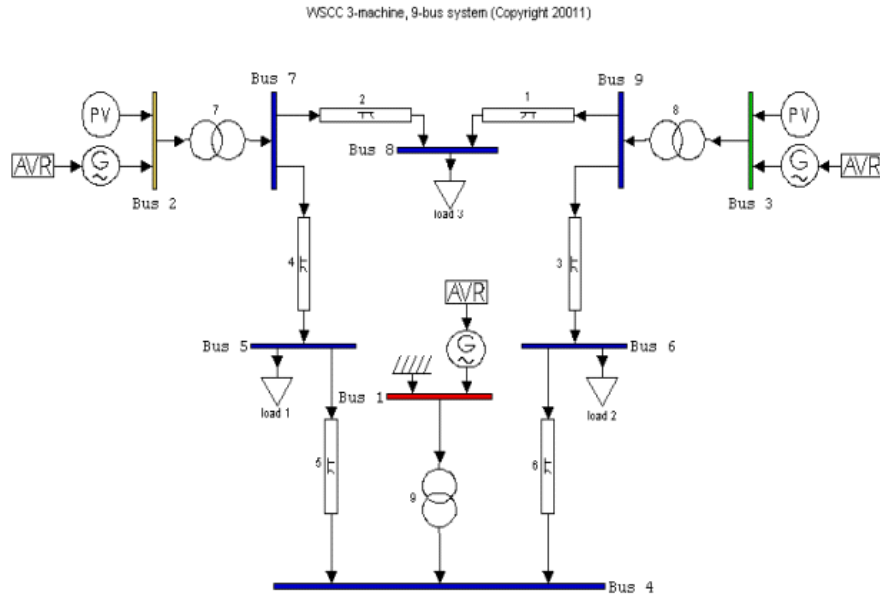 WSCC 3-machine, 9-bus system (Copyright 20011)
Bus 7
Bus 9
2
1
7
8
PV
PV
Bus 8
AVR
G
G
AVR
Bus 2
load 3
Bus 3
4
3
AVR
Bus 5
G
Bus 6
load 1
Bus 1
load 2
5
9
6
Bus 4